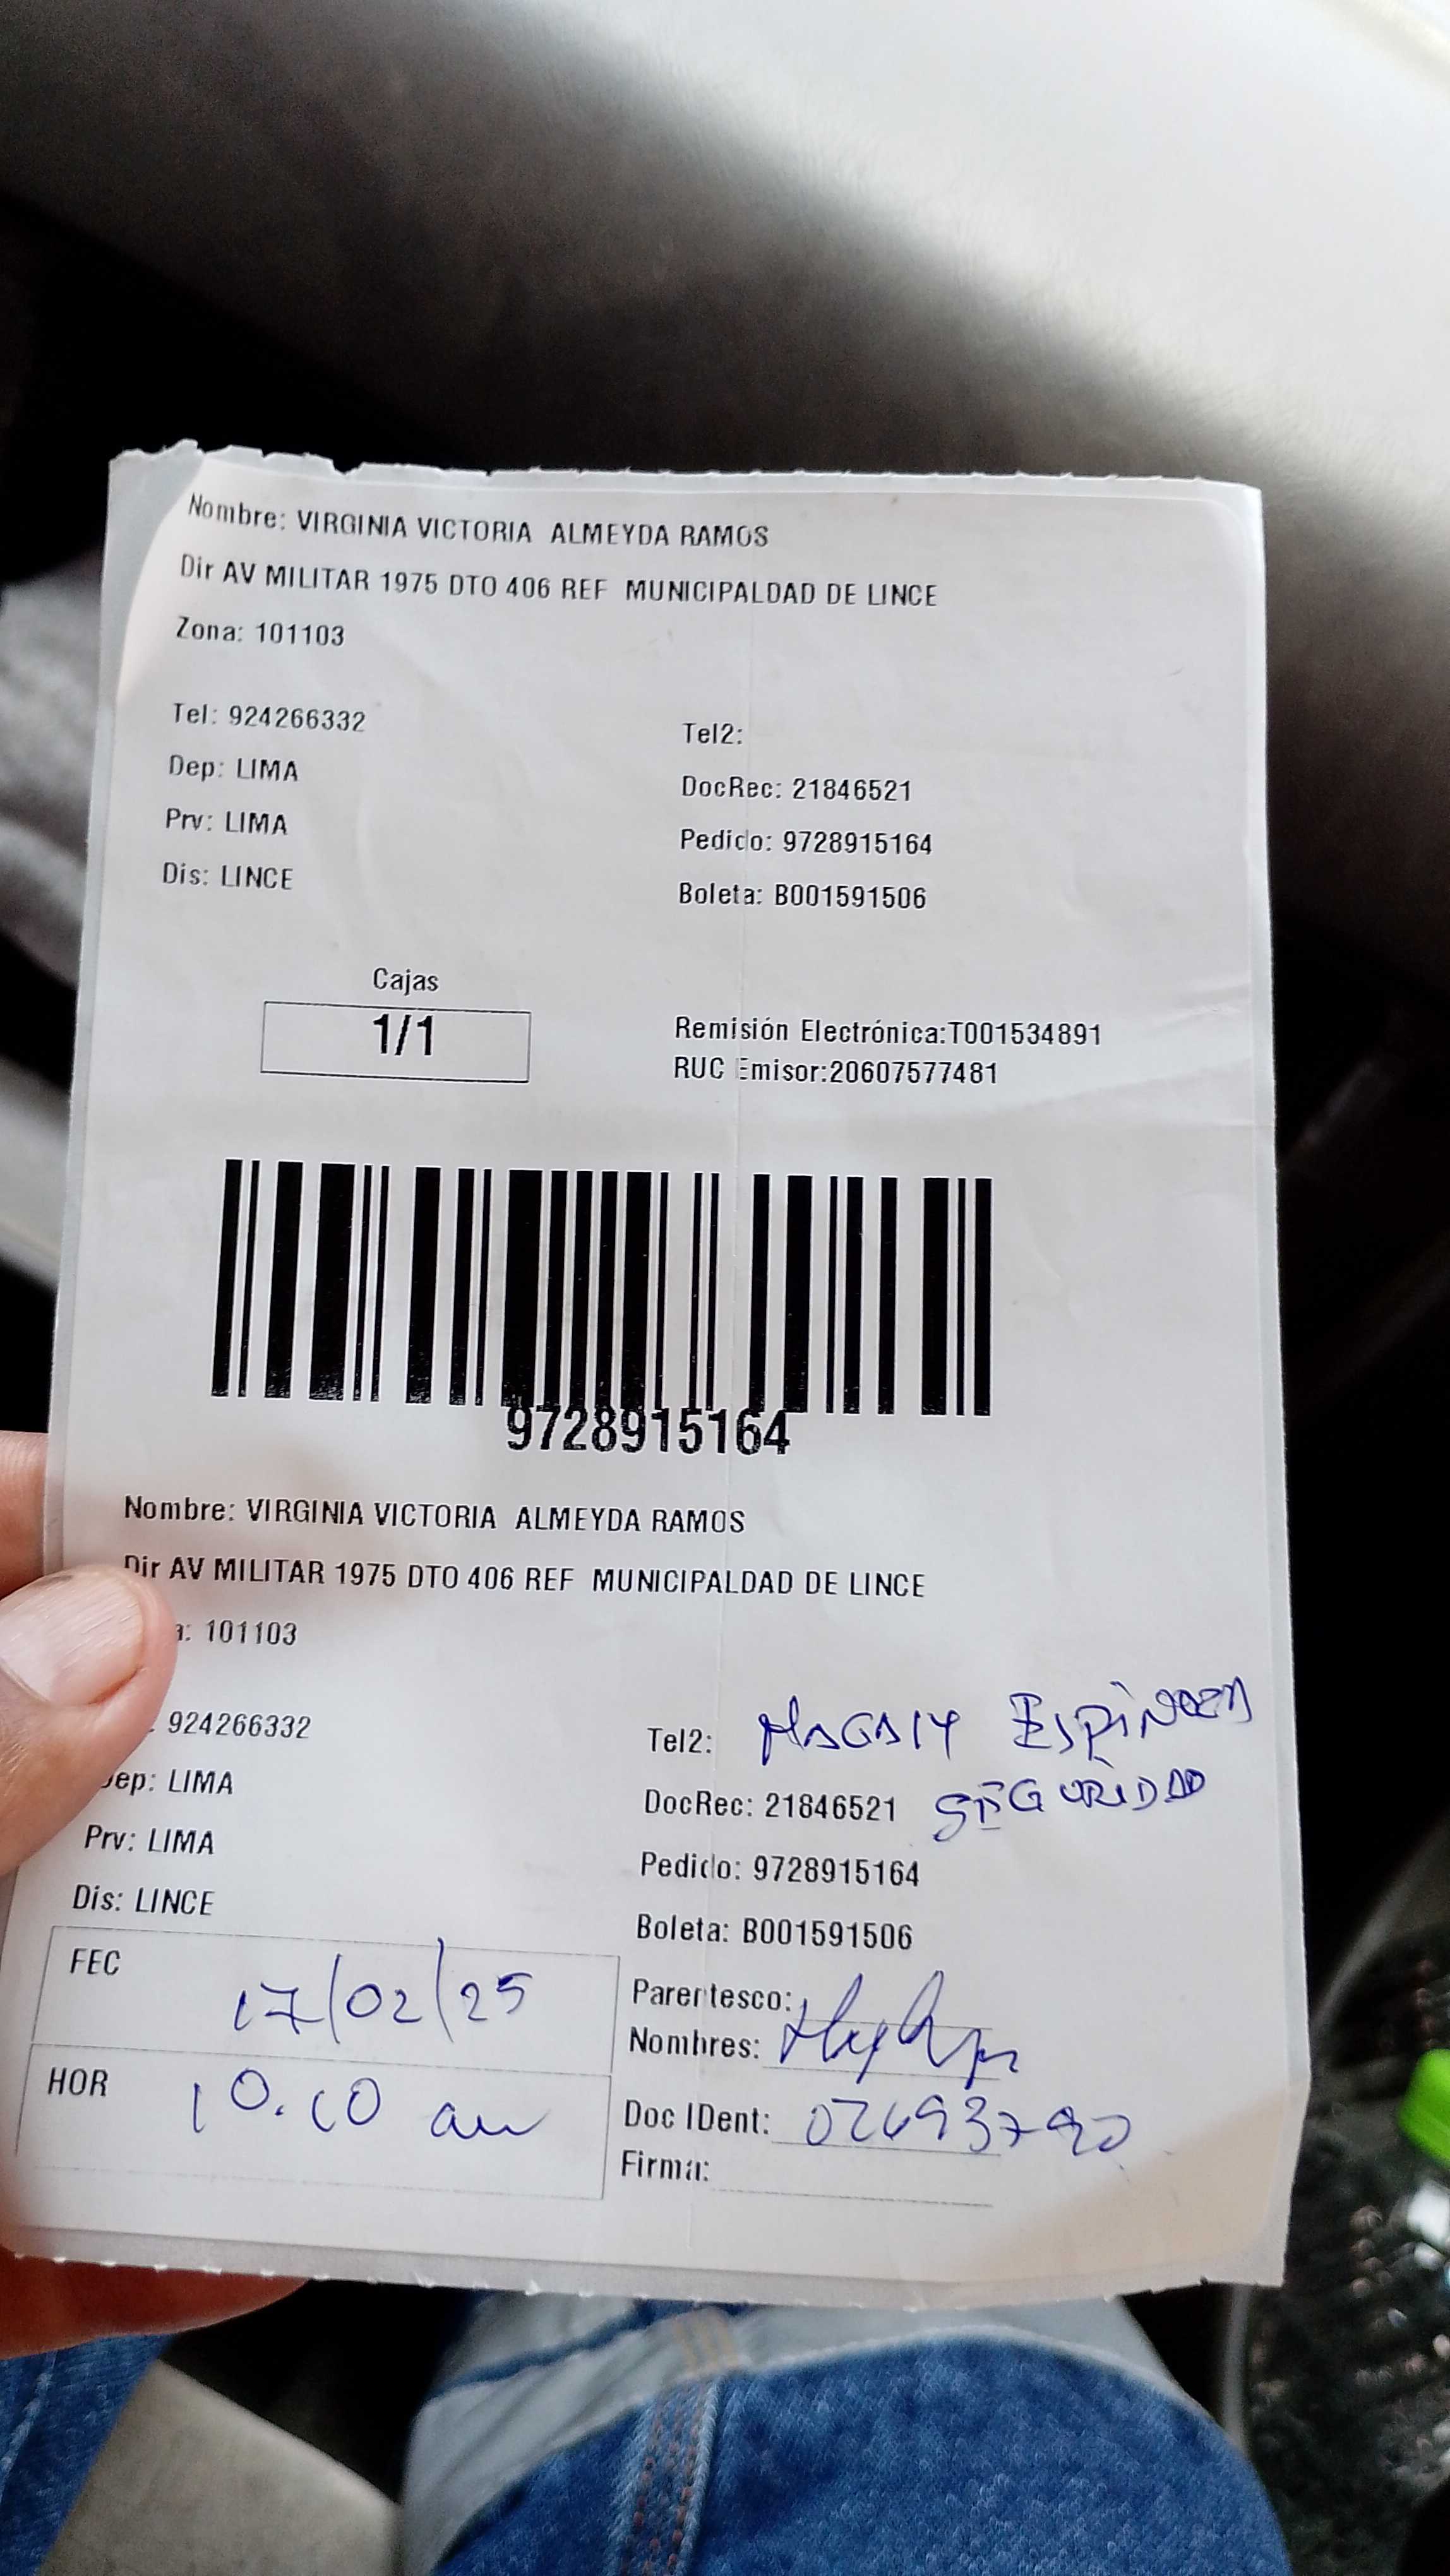 Nombre: VIRGINIA VICTORIA ALMEYDA RAMOS
Dir AV MILITAR 1975 DTO 406 REF MUNICIPALDAD DE LINCE
Zona: 101103
Tel: 924266332
Tel2:
Dep: LIMA
DocRec: 21846521
Prv: LIMA
Pedido: 9728915164
Dis: LINCE
Boleta: B001591506
Cajas
1/1
Remisión Electrónica:T001534891
RUC Emisor:20607577481
9728915164
Nombre: VIRGINIA VICTORIA ALMEYDA RAMOS
Dir AV MILITAR 1975 DTO 406 REF MUNICIPALDAD DE LINCE
a: 101103
924266332
Tel2: MAGALY ESPINOZA
Dep: LIMA
DocRec: 21846521 SEGURIDAD
Prv: LIMA
Pedido: 9728915164
Dis: LINCE
Boleta: B001591506
FEC 17/02/25
Parentesco:
Nombres:
HOR 10.10 am
Doc IDent:
Firma: